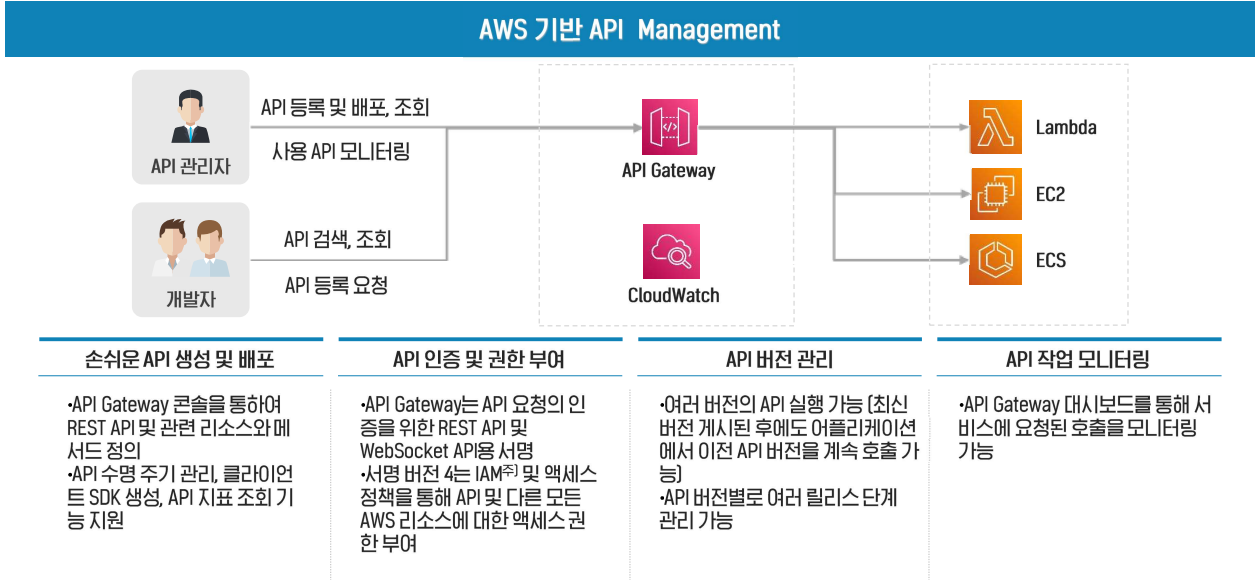 AWS 기반 API Management
API 관리자
API 등록 및 배포, 조회
사용 API 모니터링
개발자
API 검색, 조회
API 등록 요청
API Gateway
CloudWatch
Lambda
EC2
ECS
손쉬운 API 생성 및 배포
•API Gateway 콘솔을 통하여
REST API 및 관련 리소스와 메
서드 정의
•API 수명 주기 관리, 클라이언
트 SDK 생성, API 지표 조회 기
능 지원
API 인증 및 권한 부여
•API Gateway는 API 요청의 인
증을 위한 REST API 및
WebSocket API용 서명
•서명 버전 4는 IAM주) 및 액세스
정책을 통해 API 및 다른 모든
AWS 리소스에 대한 액세스 권
한 부여
API 버전 관리
•여러 버전의 API 실행 가능 (최신
버전 게시된 후에도 어플리케이션
에서 이전 API 버전을 계속 호출 가
능)
•API 버전별로 여러 릴리스 단계
관리 가능
API 작업 모니터링
•API Gateway 대시보드를 통해 서
비스에 요청된 호출을 모니터링
가능